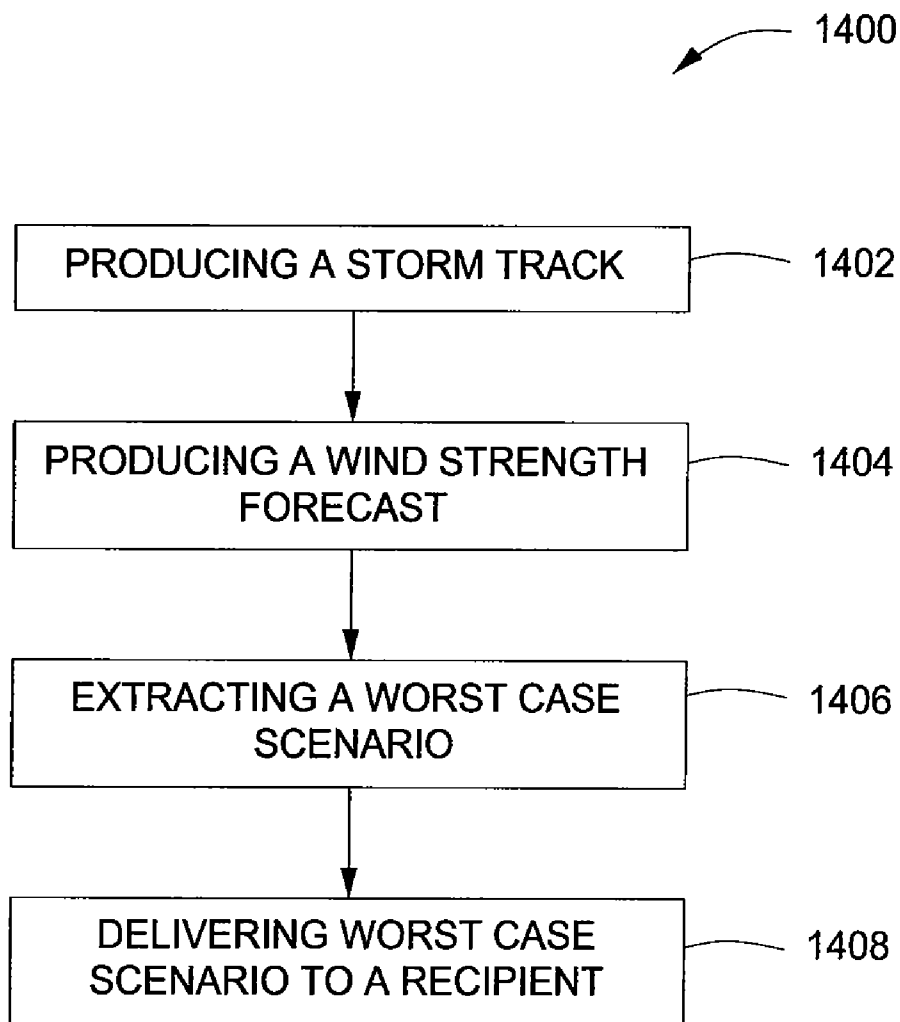 1400
PRODUCING A STORM TRACK
1402
PRODUCING A WIND STRENGTH
FORECAST
1404
EXTRACTING A WORST CASE
SCENARIO
1406
DELIVERING WORST CASE
SCENARIO TO A RECIPIENT
1408